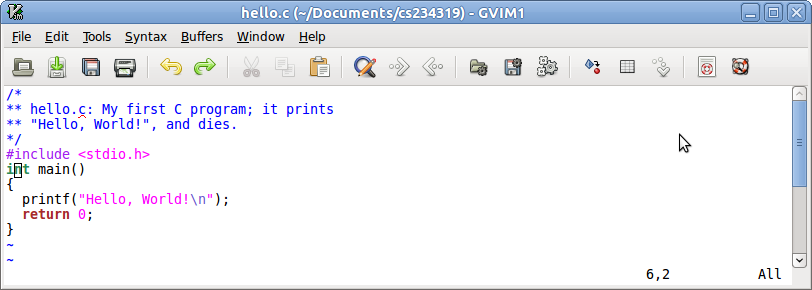 hello.c (~/Documents/cs234319) - GVIM1
File Edit Tools Syntax Buffers Window Help
/*
** hello.c: My first C program; it prints
** "Hello, World!", and dies.
*/
#include <stdio.h>
int main()
{
  printf("Hello, World!\n");
  return 0;
}
~
~
6,2 All